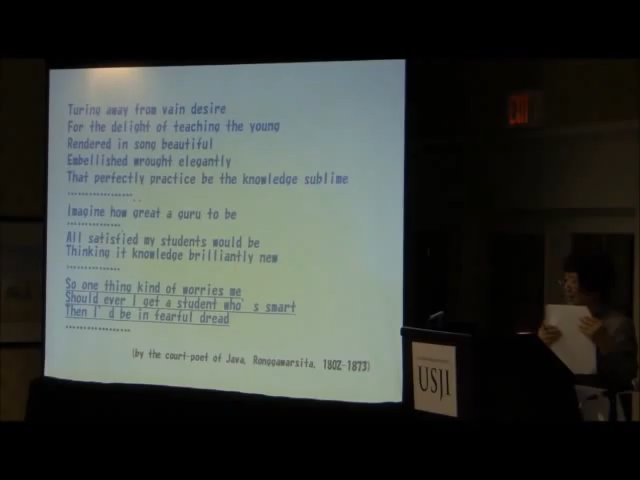 Turing away from vain desire
For the delight of teaching the young
Rendered in song beautiful
Embellished wrought elegantly
That perfectly practice be the knowledge sublime
..................
Imagine how great a guru to be
...............
All satisfied my students would be
Thinking it knowledge brilliantly new
...............
So one thing kind of worries me
Should ever I get a student who's smart
Then I'd be in fearful dread
..................
(by the court-poet of Java, Ronggawarsita, 1802-1873)
EXIT
USJI